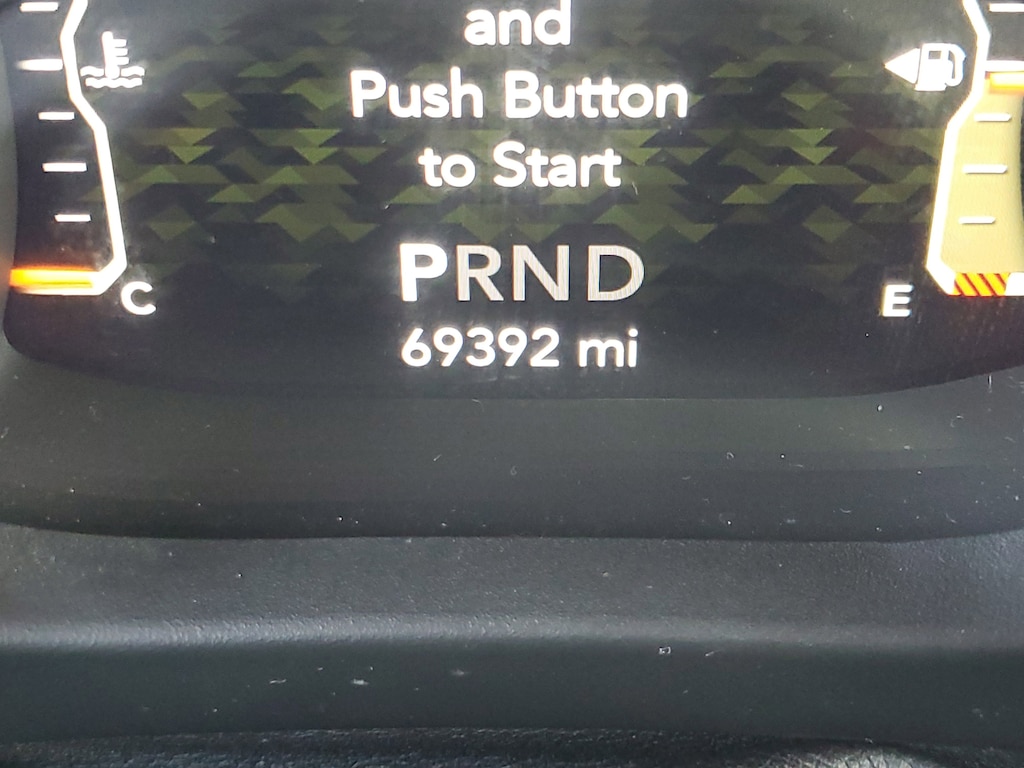 and
Push Button
to Start
PRND
C
E
69392 mi